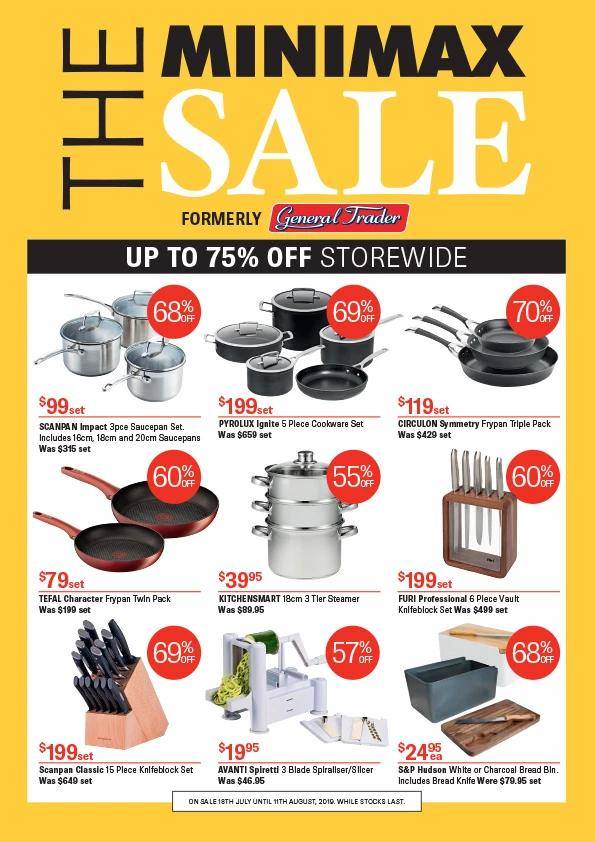 THE MINIMAX
SALE
FORMERLY General Trader
UP TO 75% OFF STOREWIDE
68% OFF
$99set
SCANPAN Impact 3pce Saucepan Set.
Includes 16cm, 18cm and 20cm Saucepans
Was $315 set
69% OFF
$199set
PYROLUX Ignite 5 Piece Cookware Set
Was $659 set
70% OFF
$119set
CIRCULON Symmetry Frypan Triple Pack
Was $429 set
60% OFF
$79set
TEFAL Character Frypan Twin Pack
Was $199 set
55% OFF
$39.95
KITCHENSMART 18cm 3 Tier Steamer
Was $89.95
60% OFF
$199set
FURI Professional 6 Piece Vault
Knifeblock Set Was $499 set
69% OFF
$199set
Scanpan Classic 15 Piece Knifeblock Set
Was $649 set
57% OFF
$19.95
AVANTI Spiretti 3 Blade Spiraliser/Slicer
Was $46.95
68% OFF
$24.95 ea
S&P Hudson White or Charcoal Bread Bin.
Includes Bread Knife Were $79.95 set
ON SALE 18TH JULY UNTIL 11TH AUGUST, 2019. WHILE STOCKS LAST.